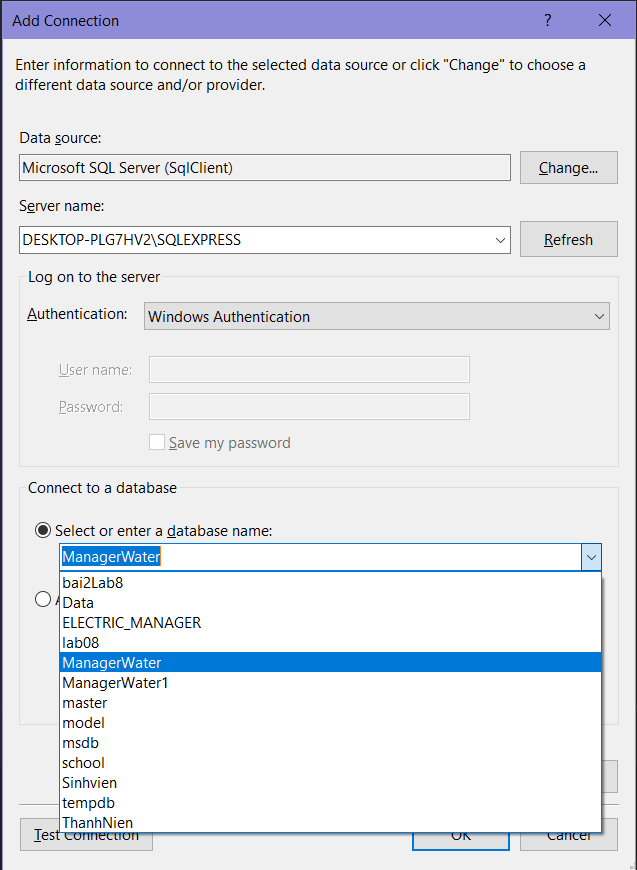 Add Connection ?
Enter information to connect to the selected data source or click "Change" to choose a
different data source and/or provider.
Data source:
Microsoft SQL Server (SqlClient)
Change...
Server name:
DESKTOP-PLG7HV2\SQLEXPRESS
Refresh
Log on to the server
Authentication:
Windows Authentication
User name:
Password:
Save my password
Connect to a database
Select or enter a database name:
ManagerWater
bai2Lab8
Data
ELECTRIC_MANAGER
lab08
ManagerWater
ManagerWater1
master
model
msdb
school
Sinhvien
tempdb
ThanhNien
Test Connection
OK
Cancel